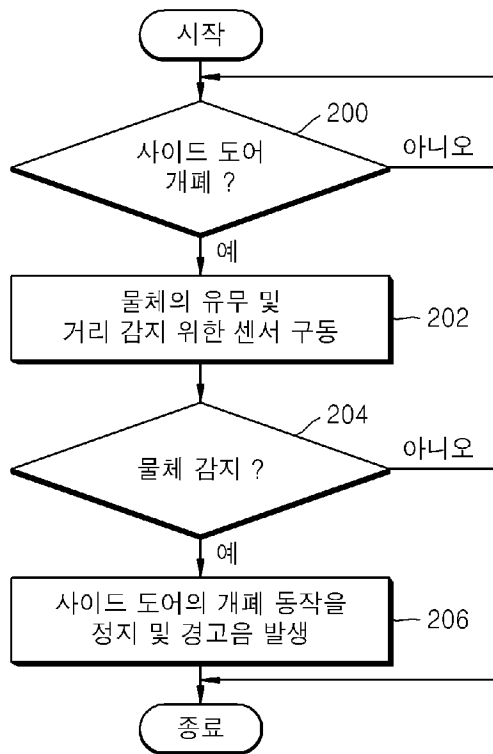 시작
200
사이드 도어
개폐 ?
아니오
예
물체의 유무 및
거리 감지 위한 센서 구동
202
204
물체 감지 ?
아니오
예
사이드 도어의 개폐 동작을
정지 및 경고음 발생
206
종료